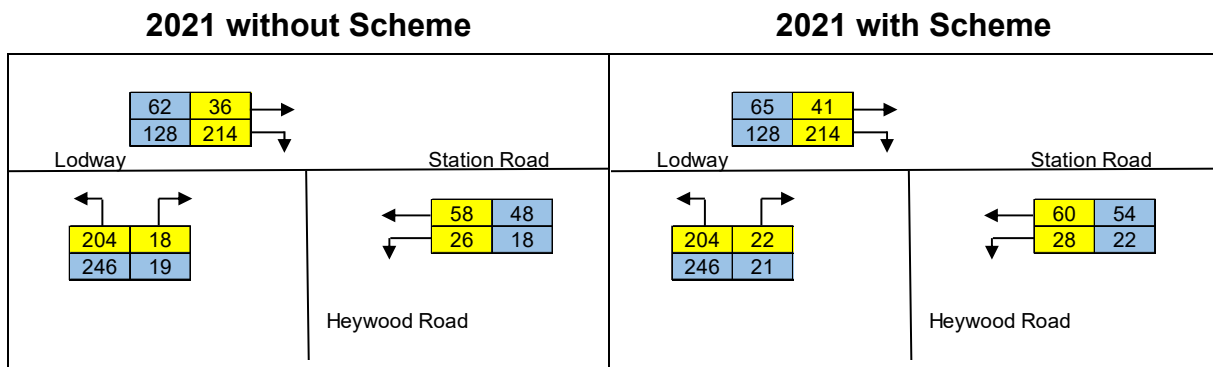 2021 without Scheme
62 36
128 214
Lodway
Station Road
58 48
26 18
204 18
246 19
Heywood Road
2021 with Scheme
65 41
128 214
Lodway
Station Road
60 54
28 22
204 22
246 21
Heywood Road